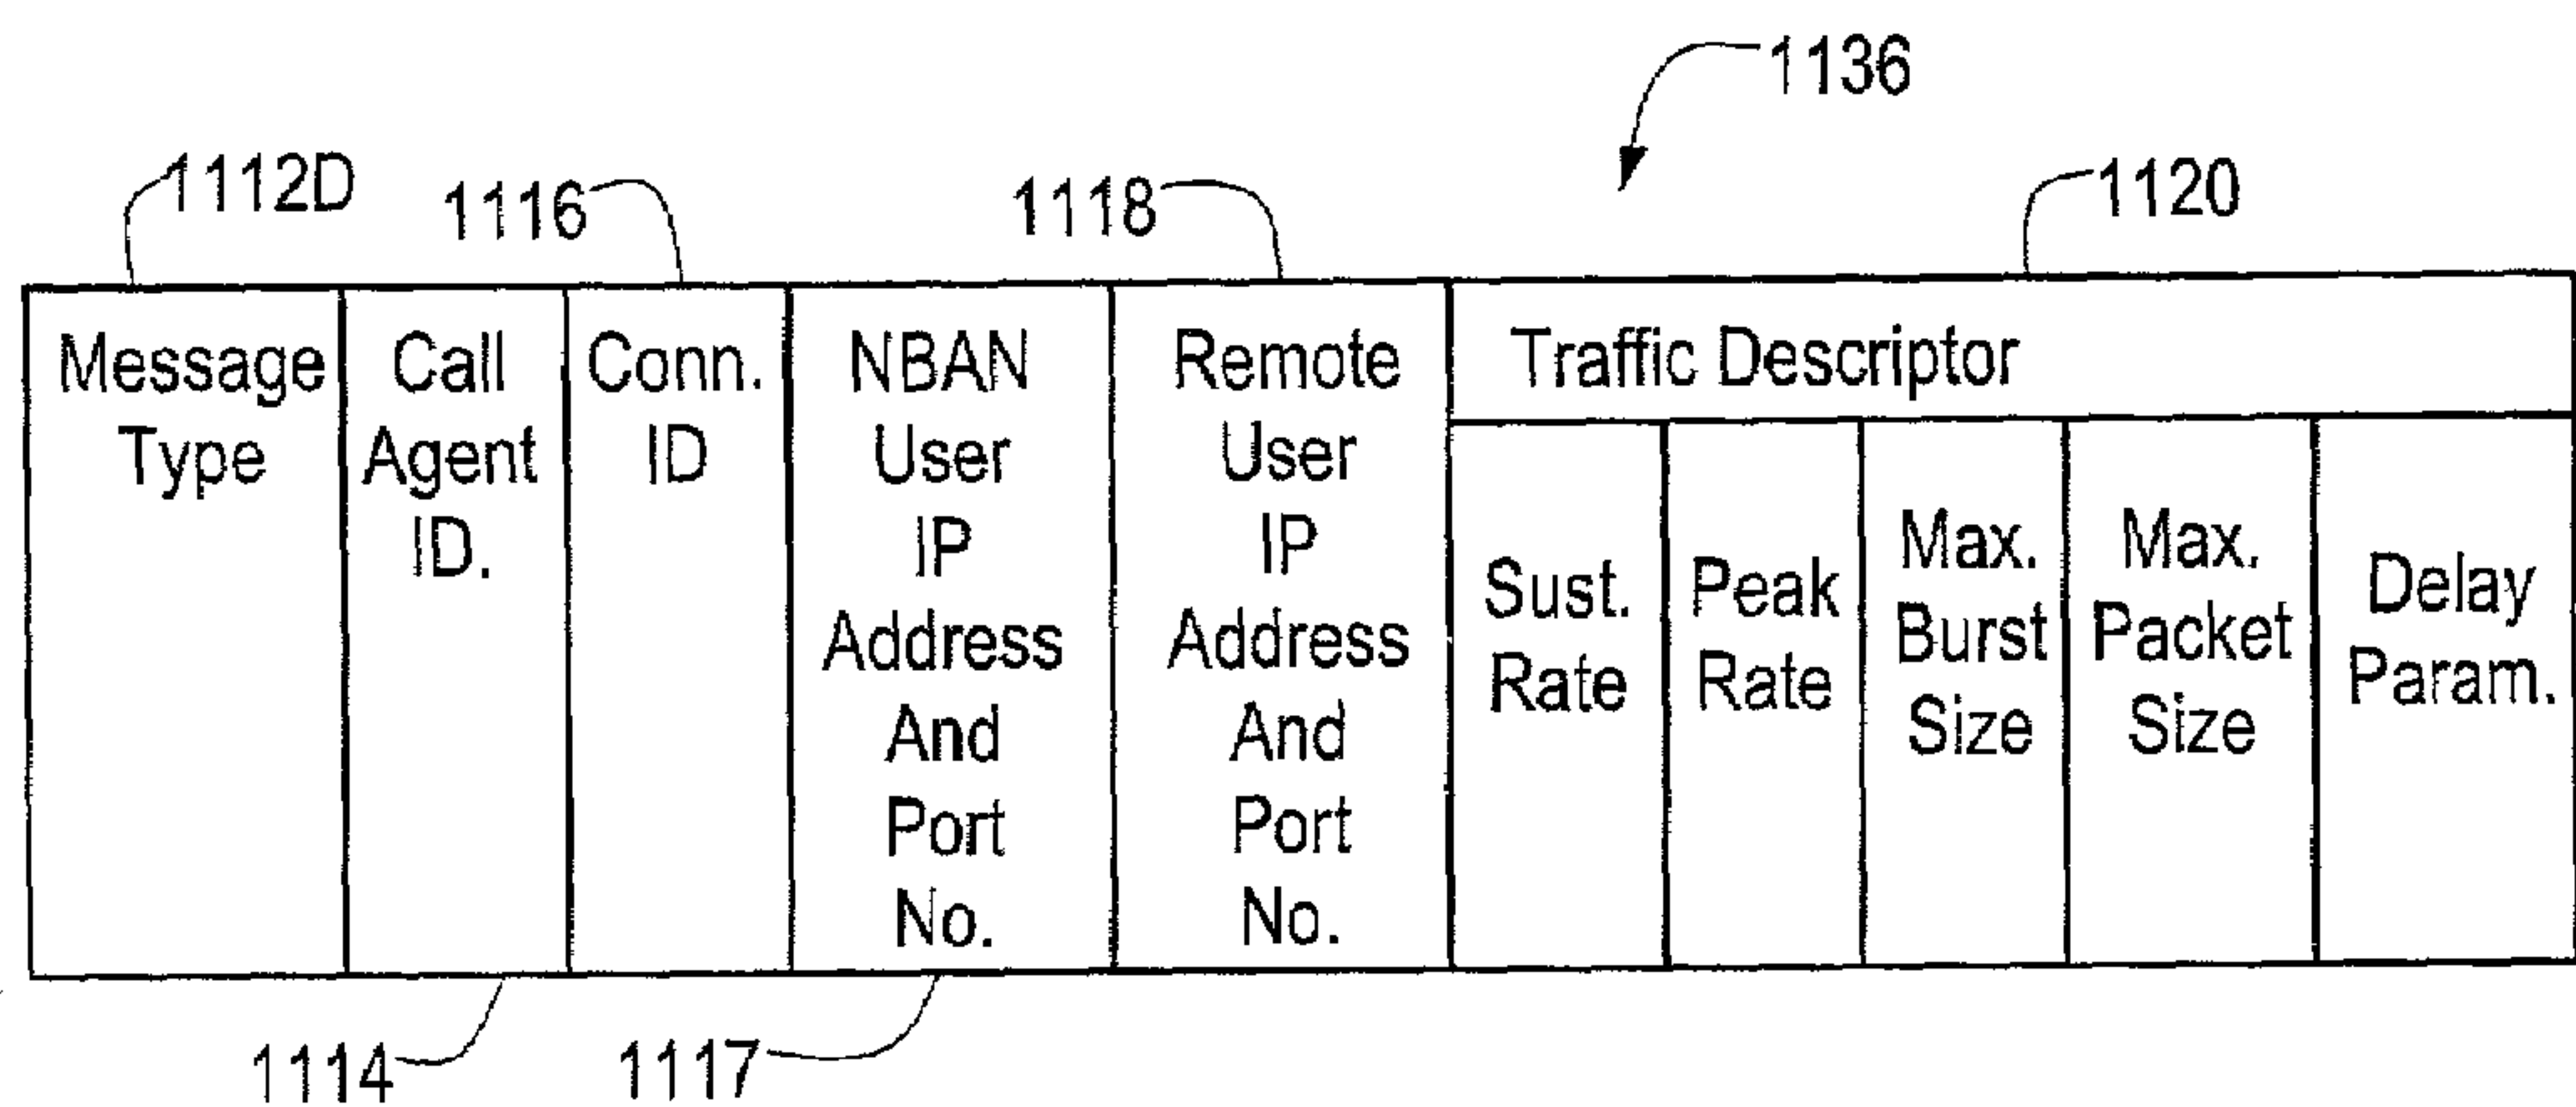 1136
1112D
1116
1118
1120
Message
Type
Call
Agent
ID.
Conn.
ID
NBAN
User
IP
Address
And
Port
No.
Remote
User
IP
Address
And
Port
No.
Traffic Descriptor
Sust.
Rate
Peak
Rate
Max.
Burst
Size
Max.
Packet
Size
Delay
Param.
1114
1117